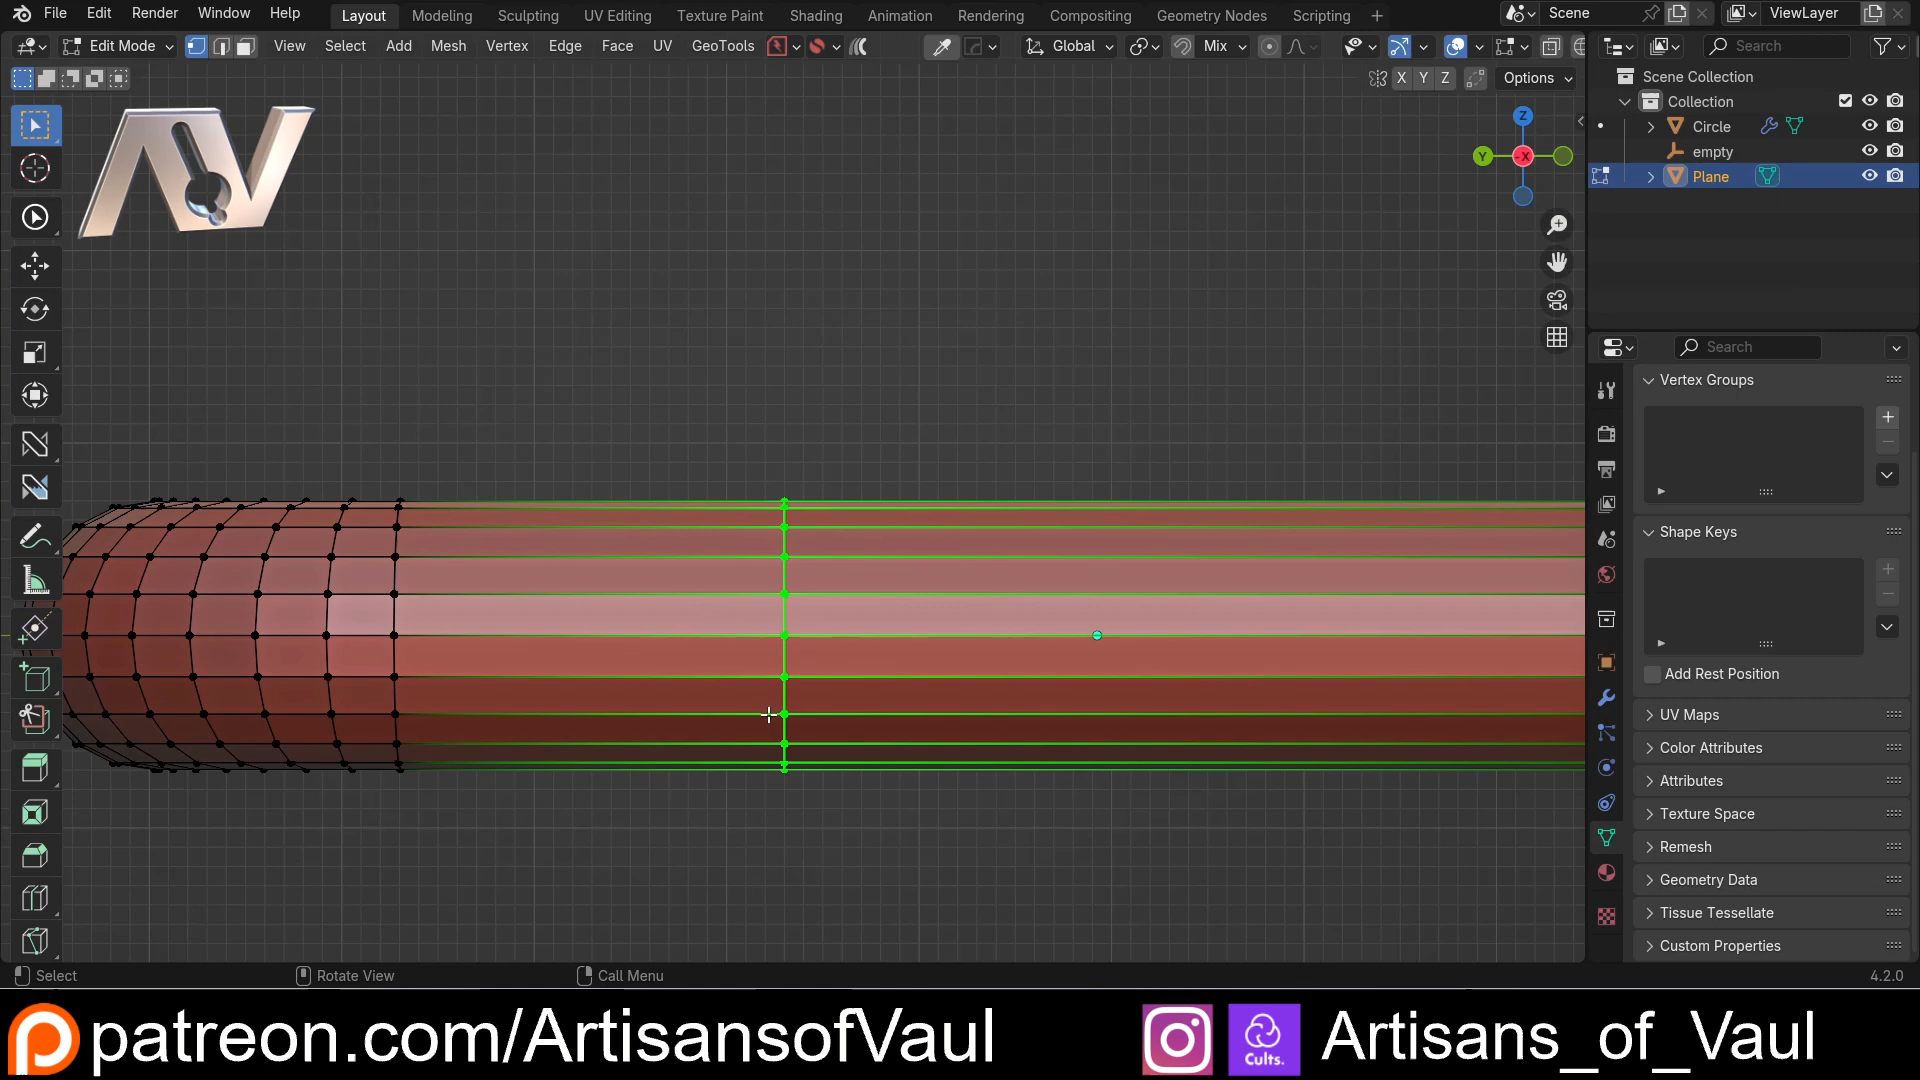 File Edit Render Window Help Layout Modeling Sculpting UV Editing Texture Paint Shading Animation Rendering Compositing Geometry Nodes Scripting + Scene ViewLayer
Edit Mode View Select Add Mesh Vertex Edge Face UV GeoTools Global Mix Search
X Y Z Options
Scene Collection
Collection
Circle
empty
Plane
Z
Y -X
AV
Search
Vertex Groups
Shape Keys
Add Rest Position
UV Maps
Color Attributes
Attributes
Texture Space
Remesh
Geometry Data
Tissue Tessellate
Custom Properties
Select Rotate View Call Menu 4.2.0
patreon.com/ArtisansofVaul Cults. Artisans_of_Vaul